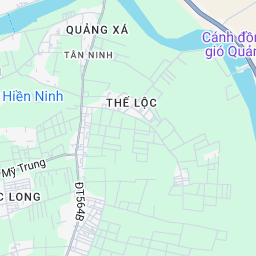 QUẢNG XÁ
Cánh đồn
gió Quản
TÂN NINH
Hiền Ninh
THẾ LỘC
Mỹ Trung
ĐT564B
C LONG